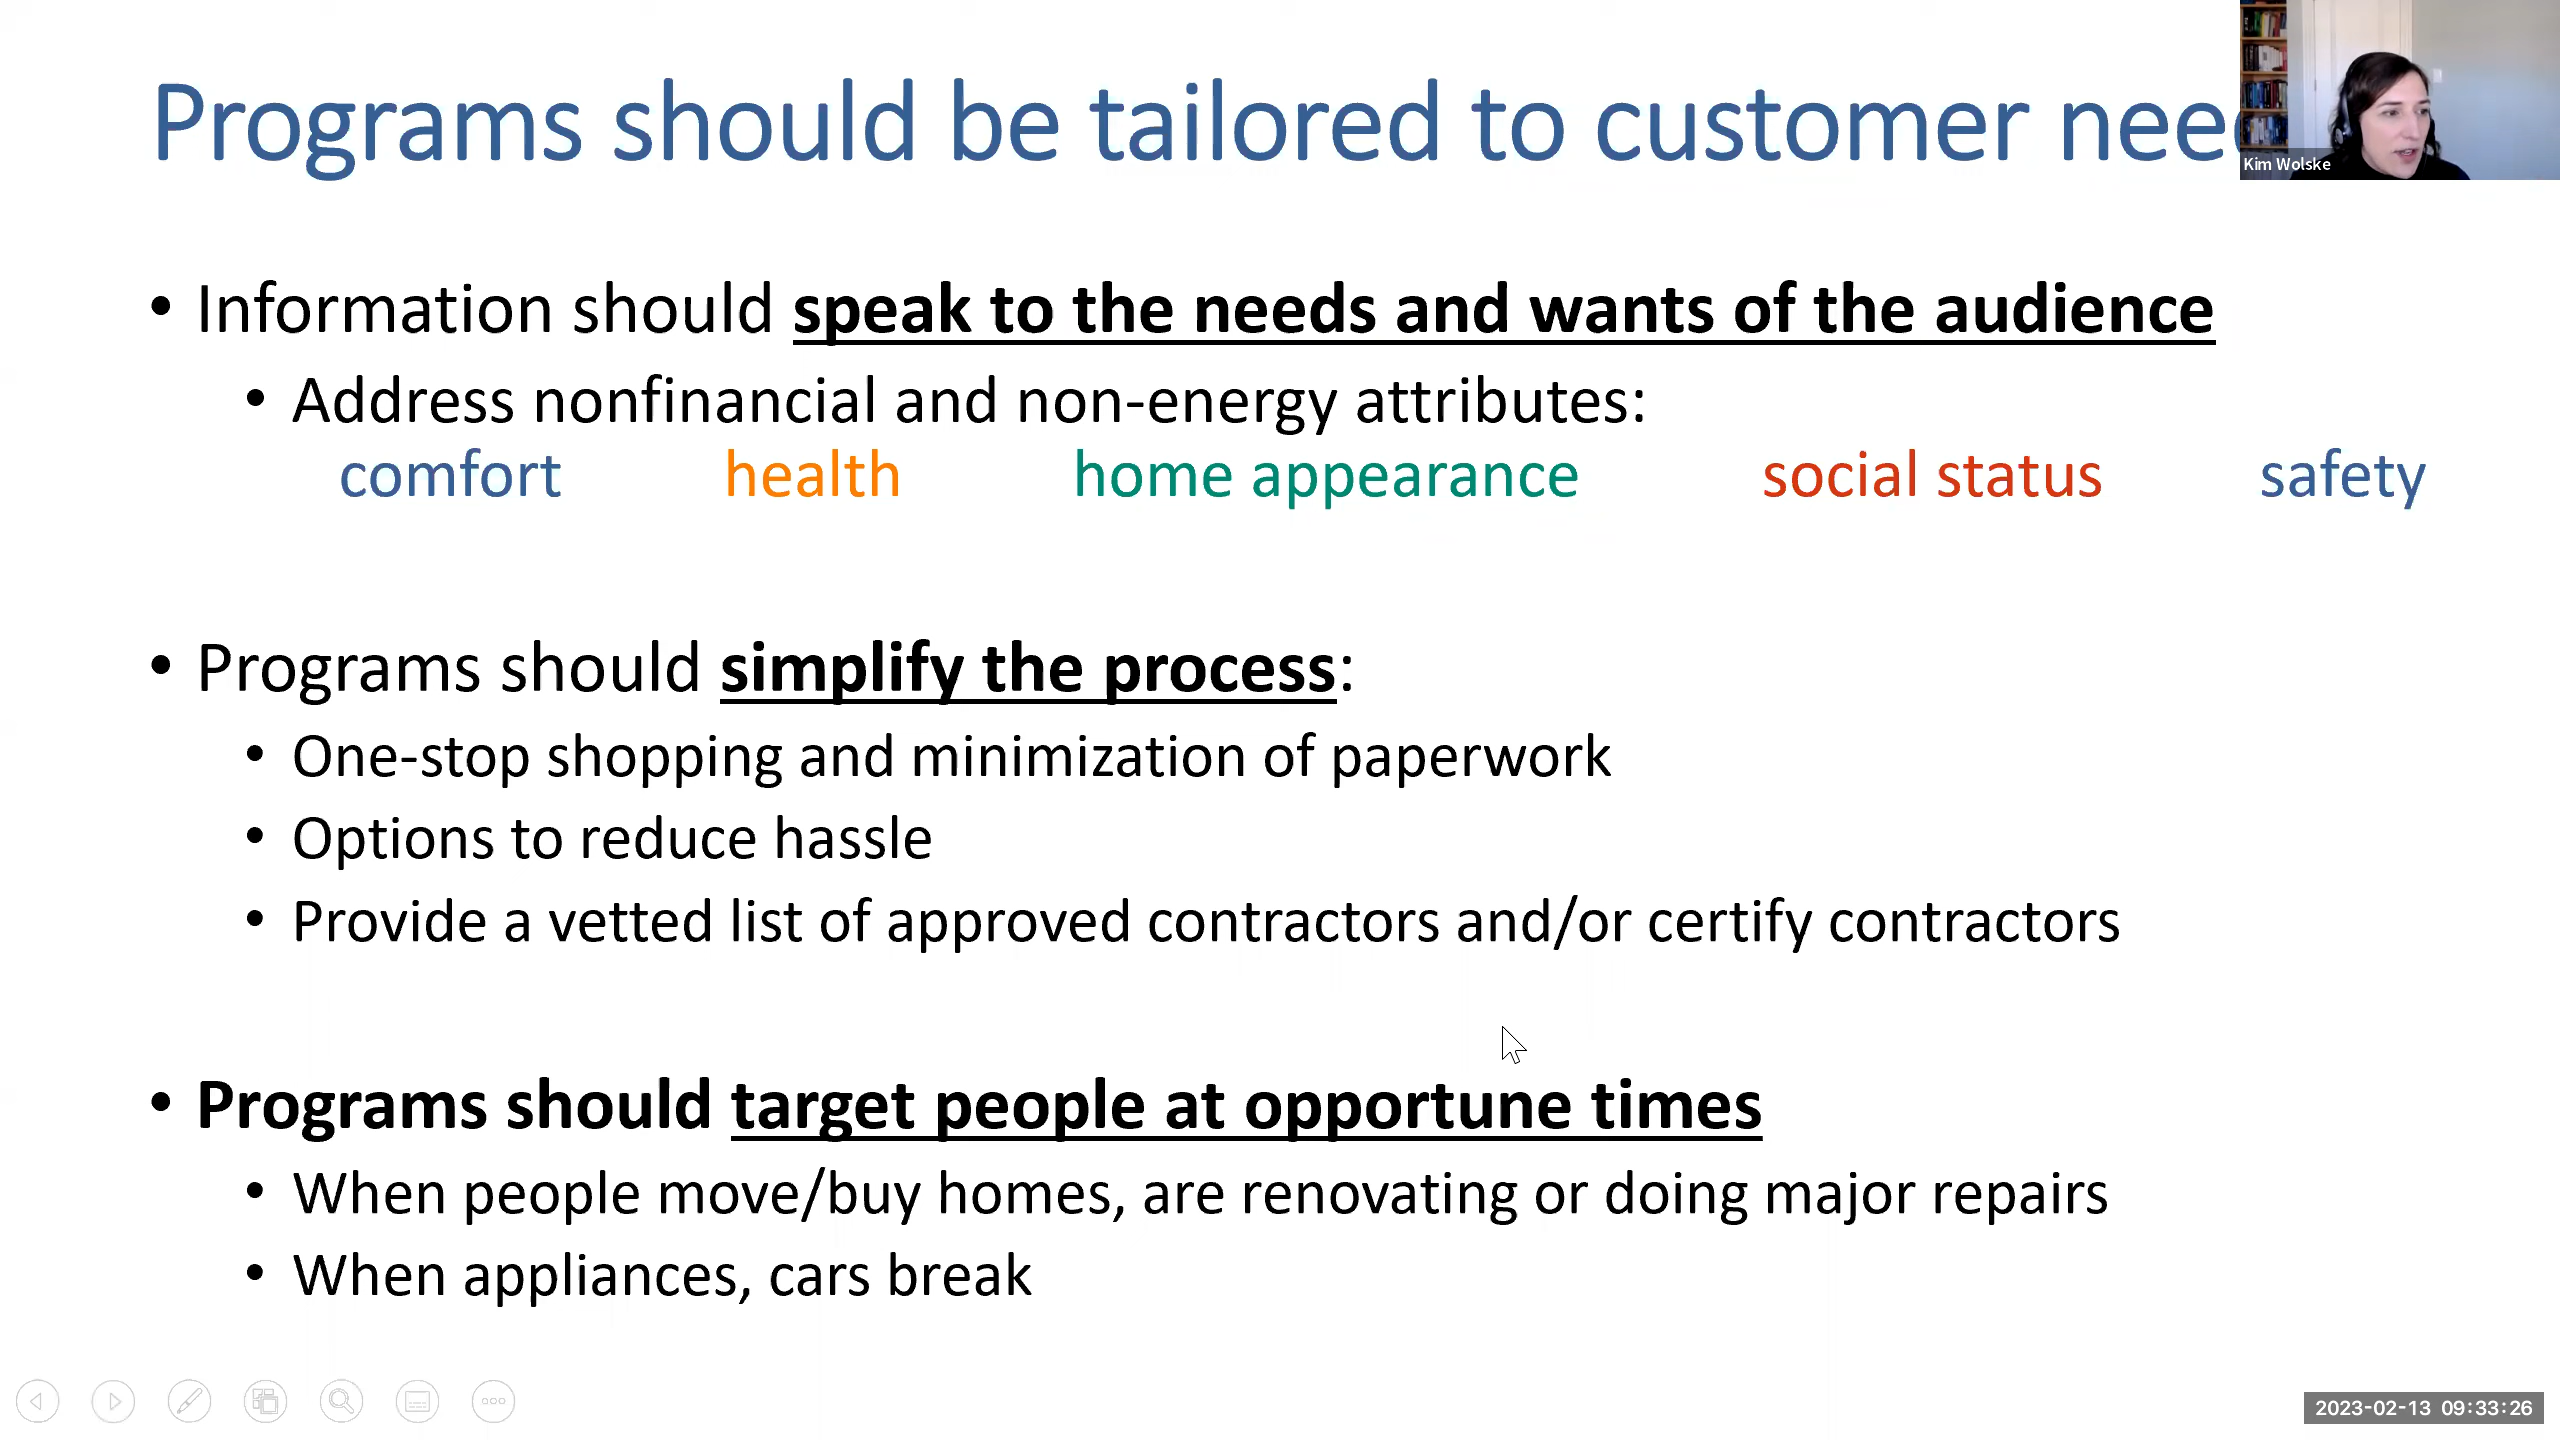 Programs should be tailored to customer
Kim Wolske
• Information should speak to the needs and wants of the audience
• Address nonfinancial and non-energy attributes:
comfort health home appearance social status safety
• Programs should simplify the process:
• One-stop shopping and minimization of paperwork
• Options to reduce hassle
• Provide a vetted list of approved contractors and/or certify contractors
• Programs should target people at opportune times
• When people move/buy homes, are renovating or doing major repairs
• When appliances, cars break
2023-02-13 09:33:26